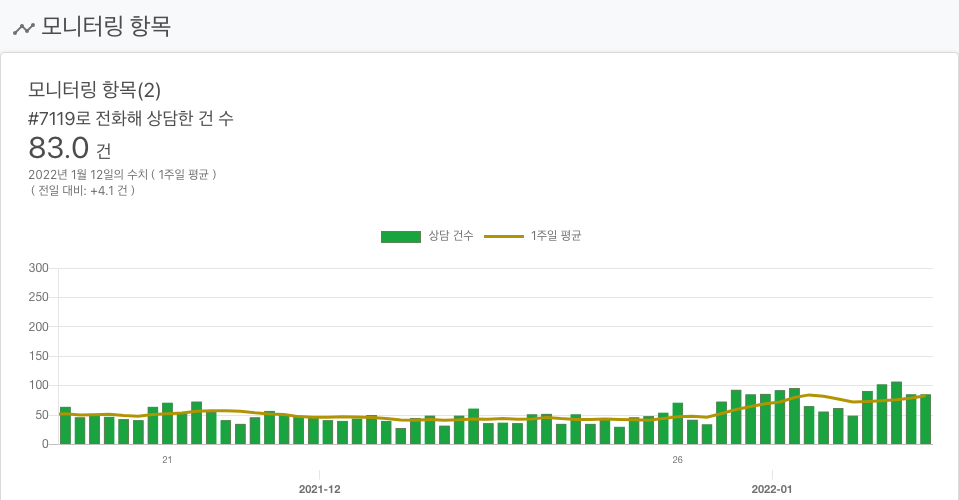 모니터링 항목
모니터링 항목(2)
#7119로 전화해 상담한 건 수
83.0 건
2022년 1월 12일의 수치 ( 1주일 평균 )
( 전일 대비: +4.1 건 )
상담 건수 1주일 평균
300
250
200
150
100
50
0
21 26
2021-12 2022-01